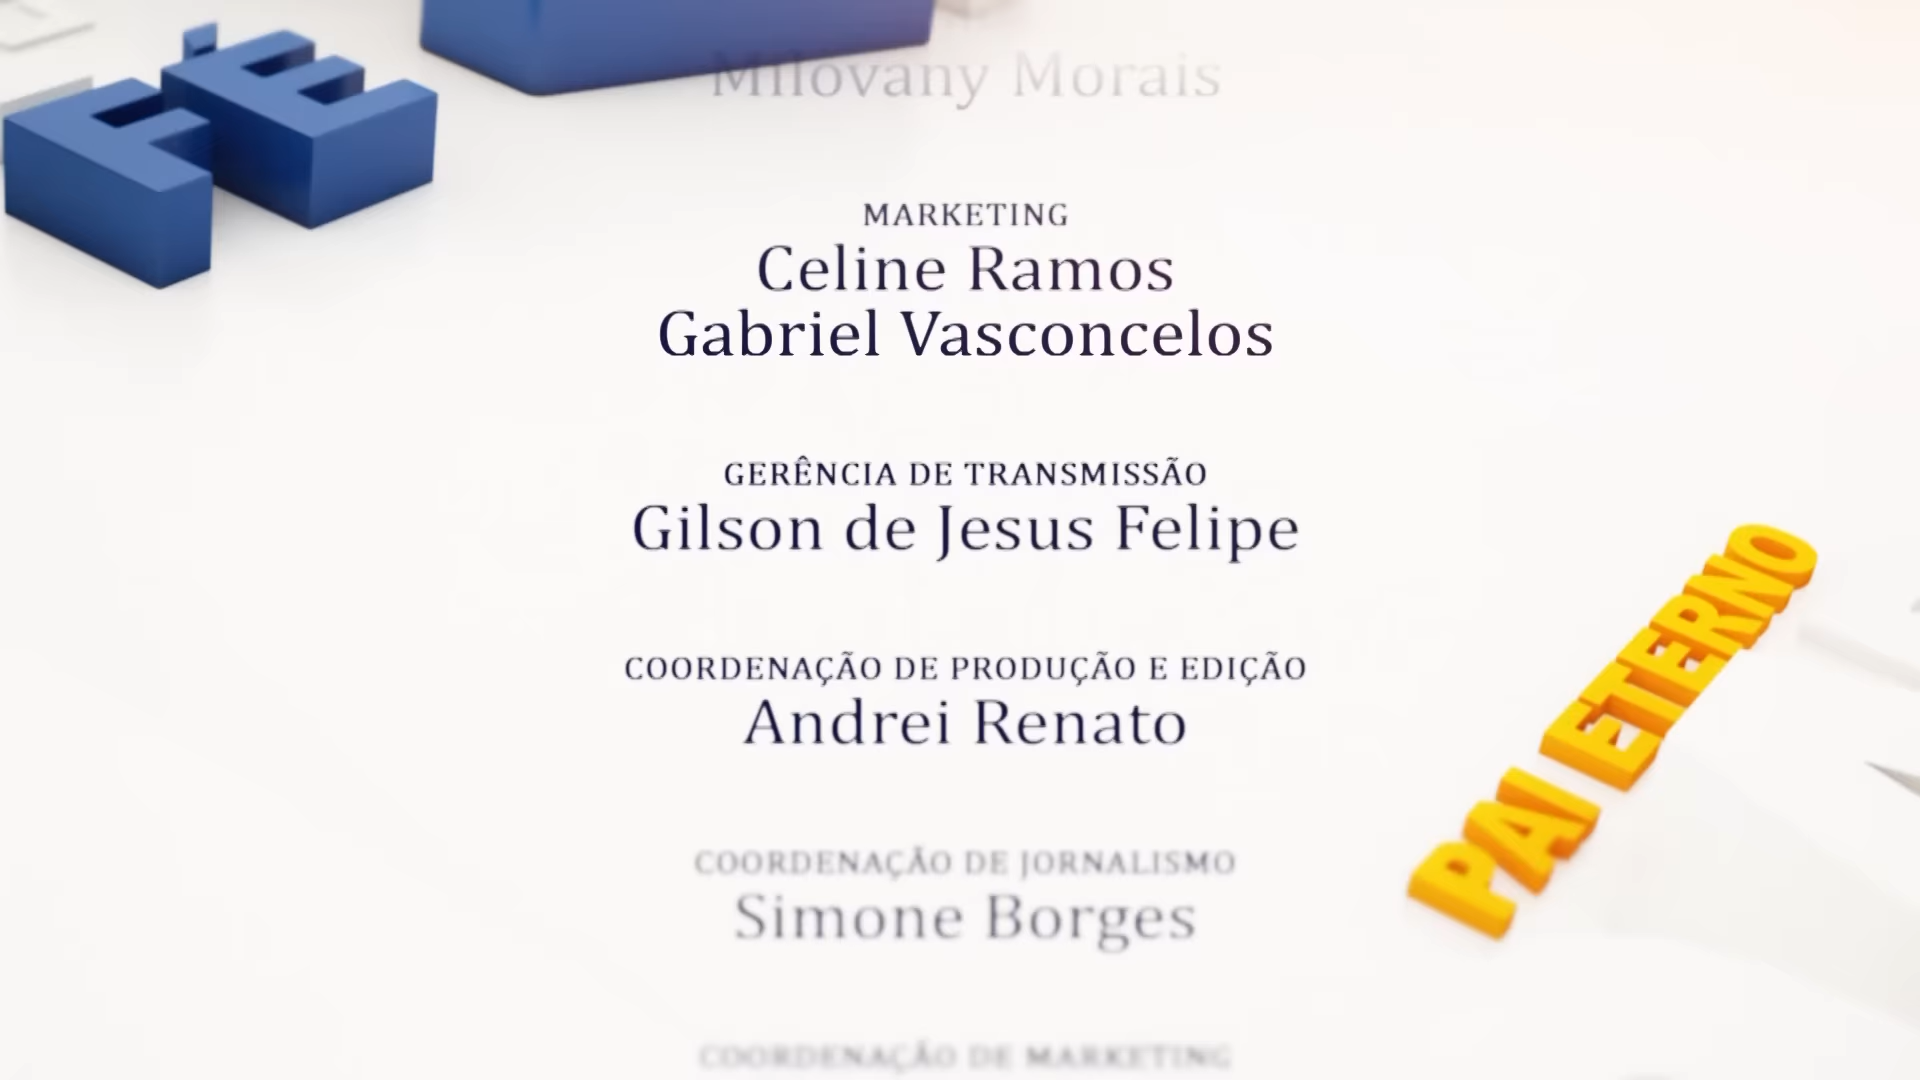 FÉ
Milovany Morais
MARKETING
Celine Ramos
Gabriel Vasconcelos
GERÊNCIA DE TRANSMISSÃO
Gilson de Jesus Felipe
COORDENAÇÃO DE PRODUÇÃO E EDIÇÃO
Andrei Renato
PAI ETERNO
COORDENAÇÃO DE JORNALISMO
Simone Borges
COORDENAÇÃO DE MARKETING